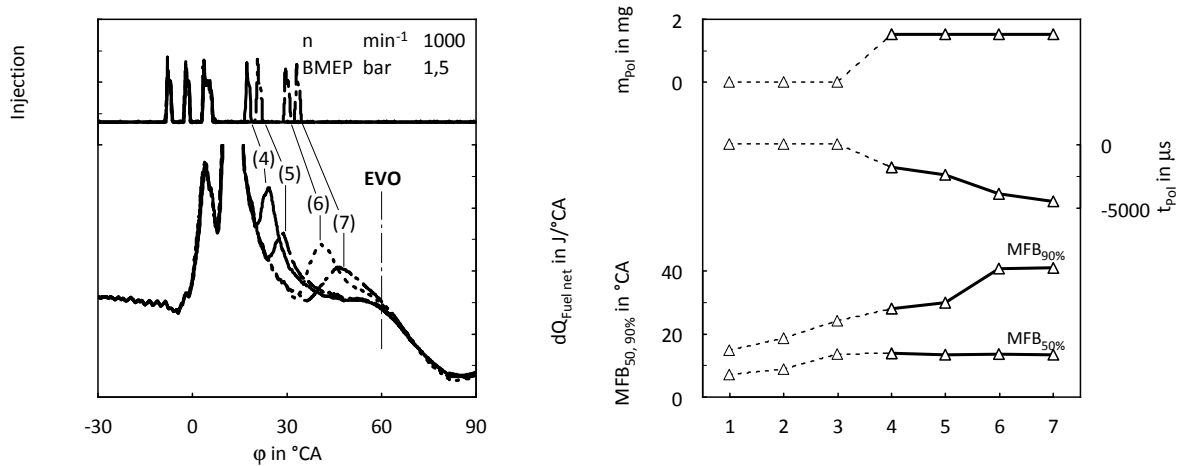 Injection
n min-1 1000
BMEP bar 1,5
(4)
(5)
(6)
(7)
EVO
dQFuel net in J/°CA
-30 0 30 60 90
φ in °CA
mPol in mg
2
0
0
-5000
tPol in µs
MFB50, 90% in °CA
40
20
0
MFB90%
MFB50%
1 2 3 4 5 6 7